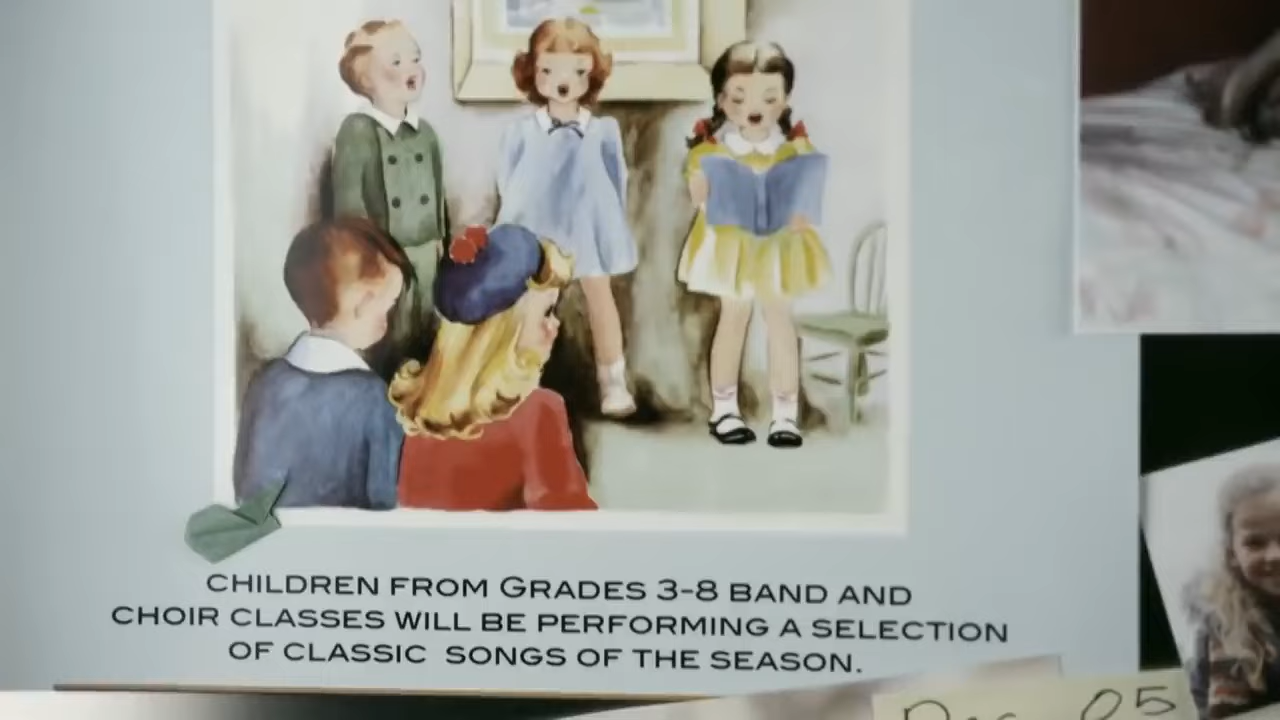 CHILDREN FROM GRADES 3-8 BAND AND
CHOIR CLASSES WILL BE PERFORMING A SELECTION
OF CLASSIC SONGS OF THE SEASON.
05